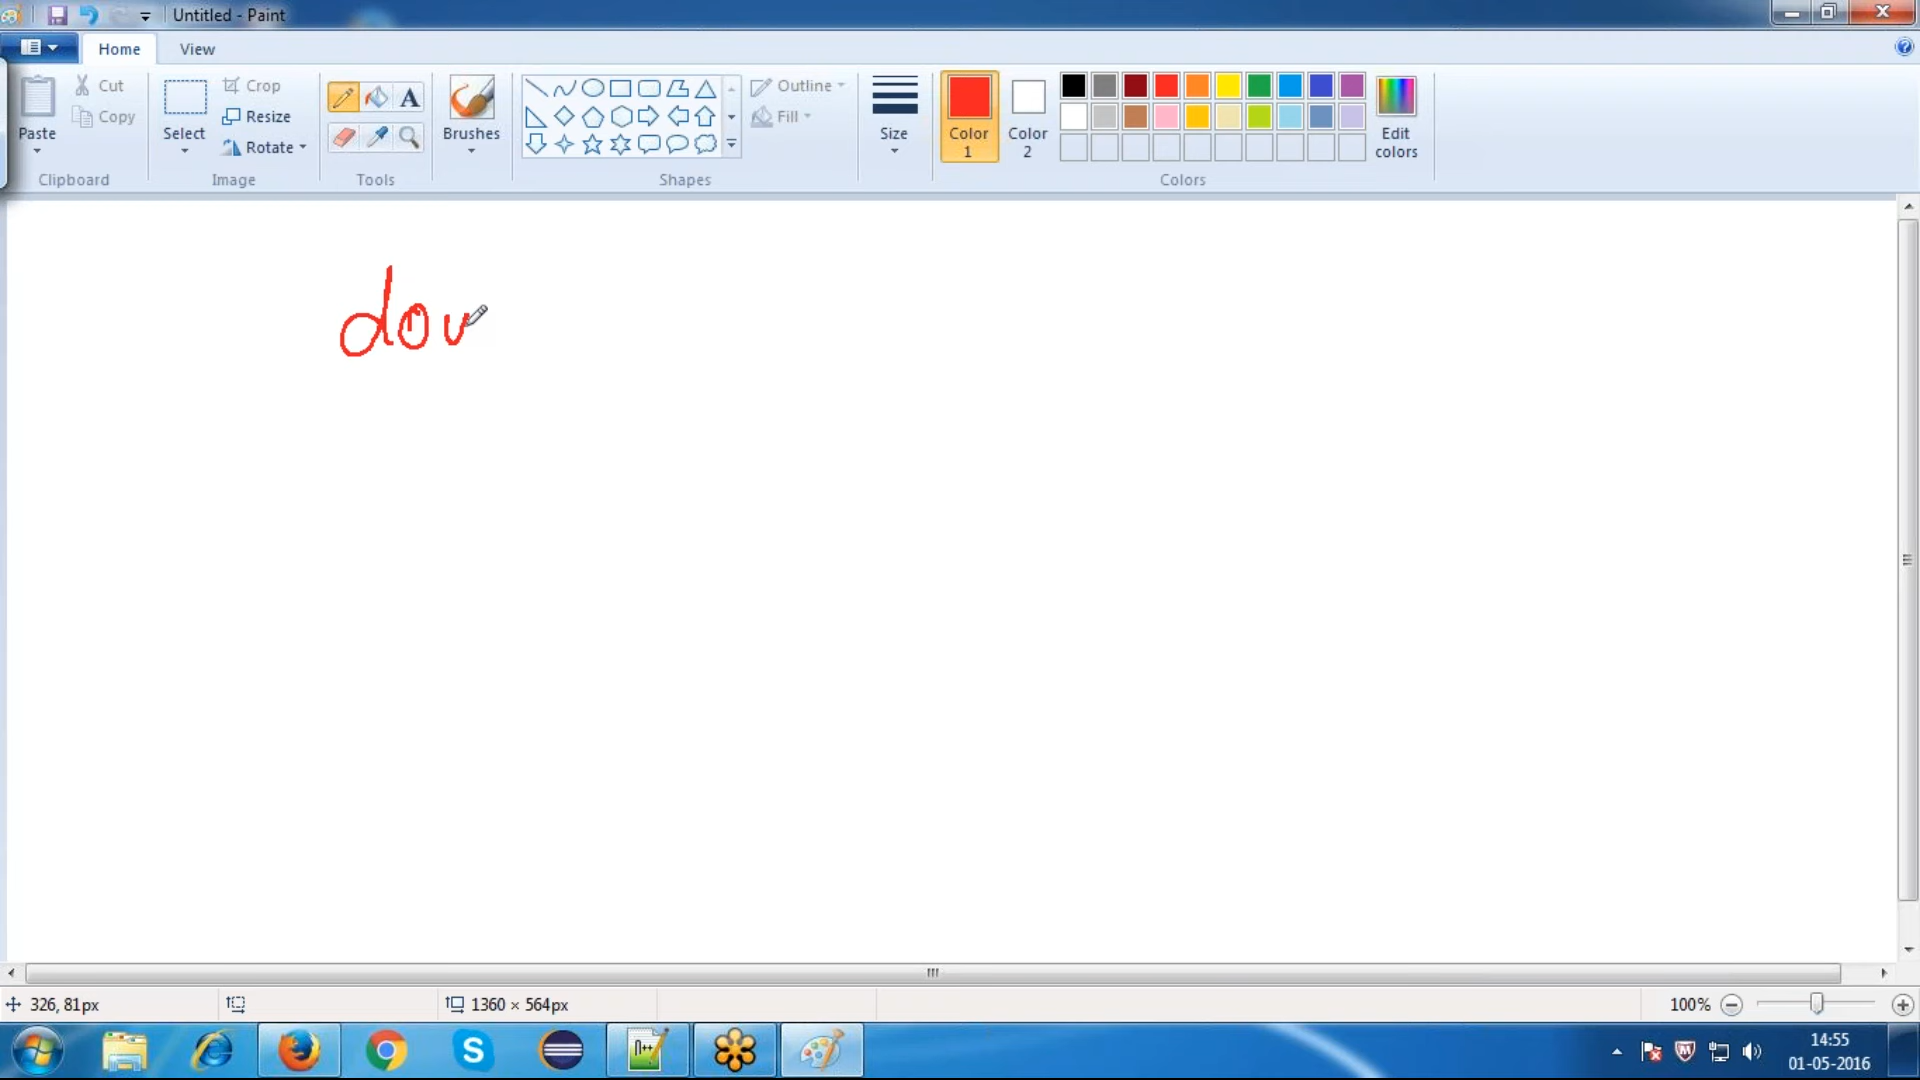 Untitled - Paint
Home
View
Paste
Cut
Copy
Clipboard
Select
Crop
Resize
Rotate
Image
A
Tools
Brushes
Shapes
Outline
Fill
Size
Color 1
Color 2
Edit colors
Colors
dou
326, 81px
1360 × 564px
100%
14:55
01-05-2016